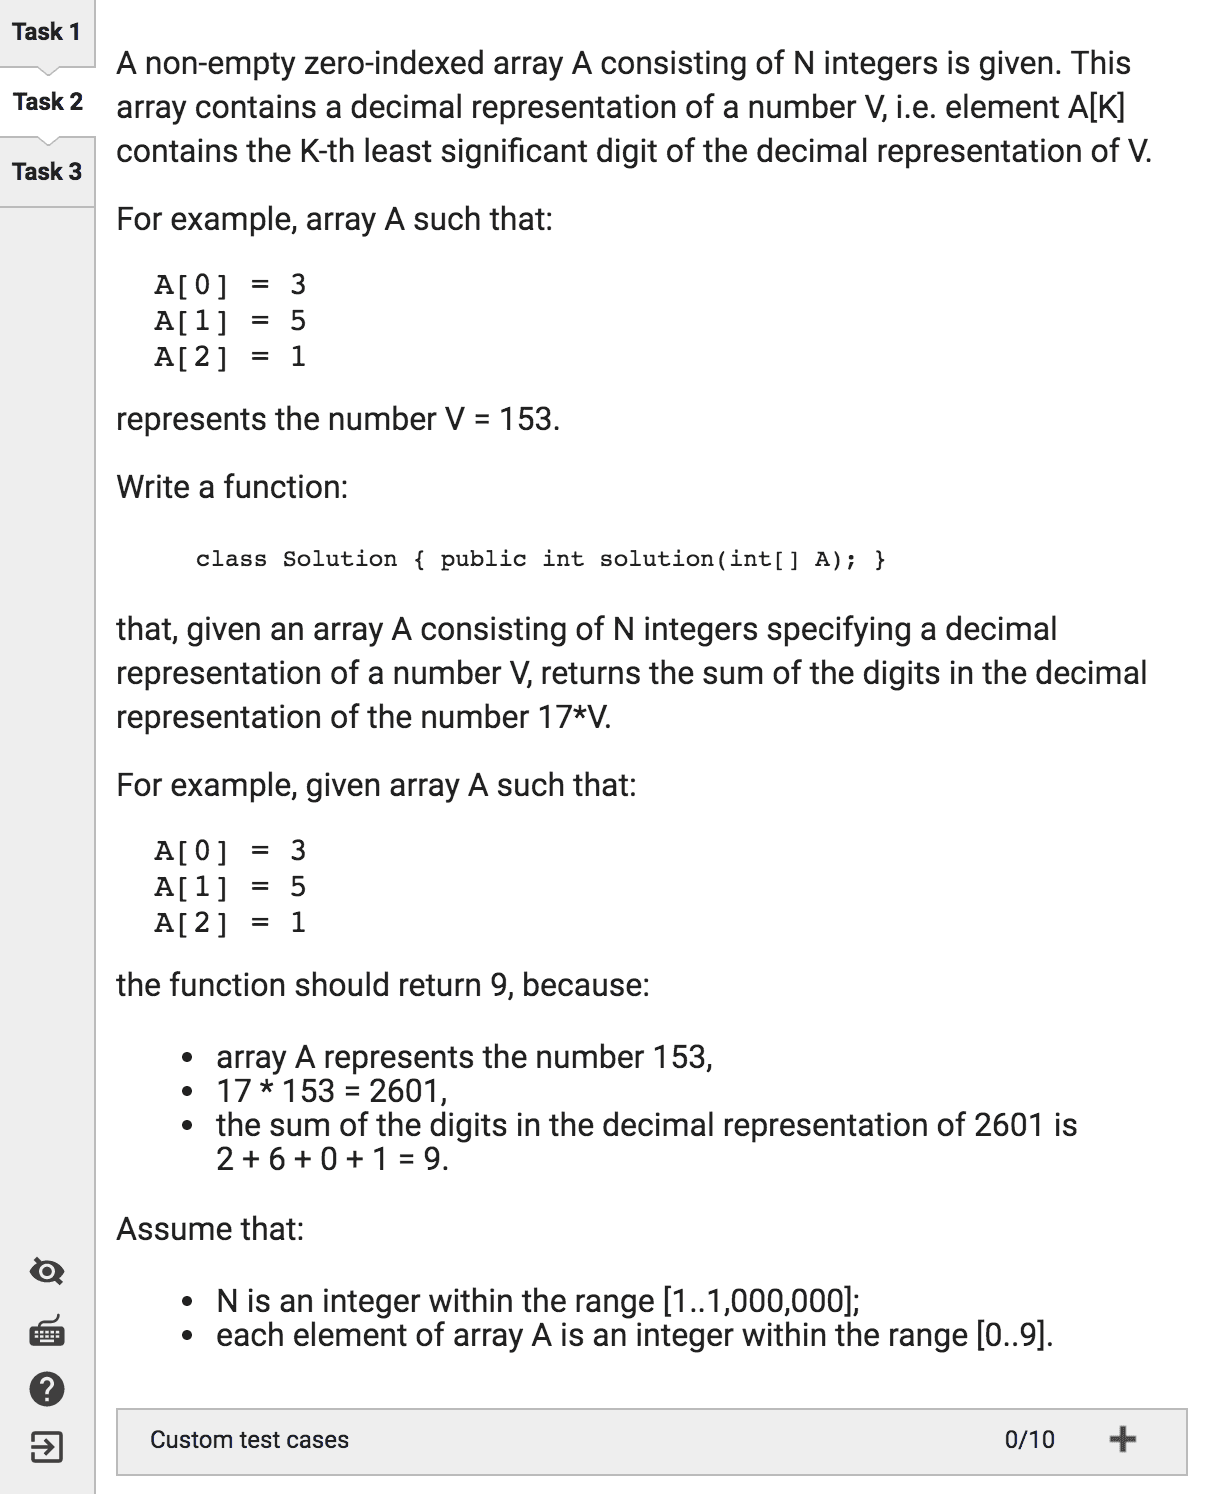 Task 1
Task 2
Task 3
A non-empty zero-indexed array A consisting of N integers is given. This
array contains a decimal representation of a number V, i.e. element A[K]
contains the K-th least significant digit of the decimal representation of V.
For example, array A such that:
A[0] = 3
A[1] = 5
A[2] = 1
represents the number V = 153.
Write a function:
class Solution { public int solution(int[] A); }
that, given an array A consisting of N integers specifying a decimal
representation of a number V, returns the sum of the digits in the decimal
representation of the number 17*V.
For example, given array A such that:
A[0] = 3
A[1] = 5
A[2] = 1
the function should return 9, because:
• array A represents the number 153,
• 17 * 153 = 2601,
• the sum of the digits in the decimal representation of 2601 is
2 + 6 + 0 + 1 = 9.
Assume that:
• N is an integer within the range [1..1,000,000];
• each element of array A is an integer within the range [0..9].
Custom test cases 0/10 +